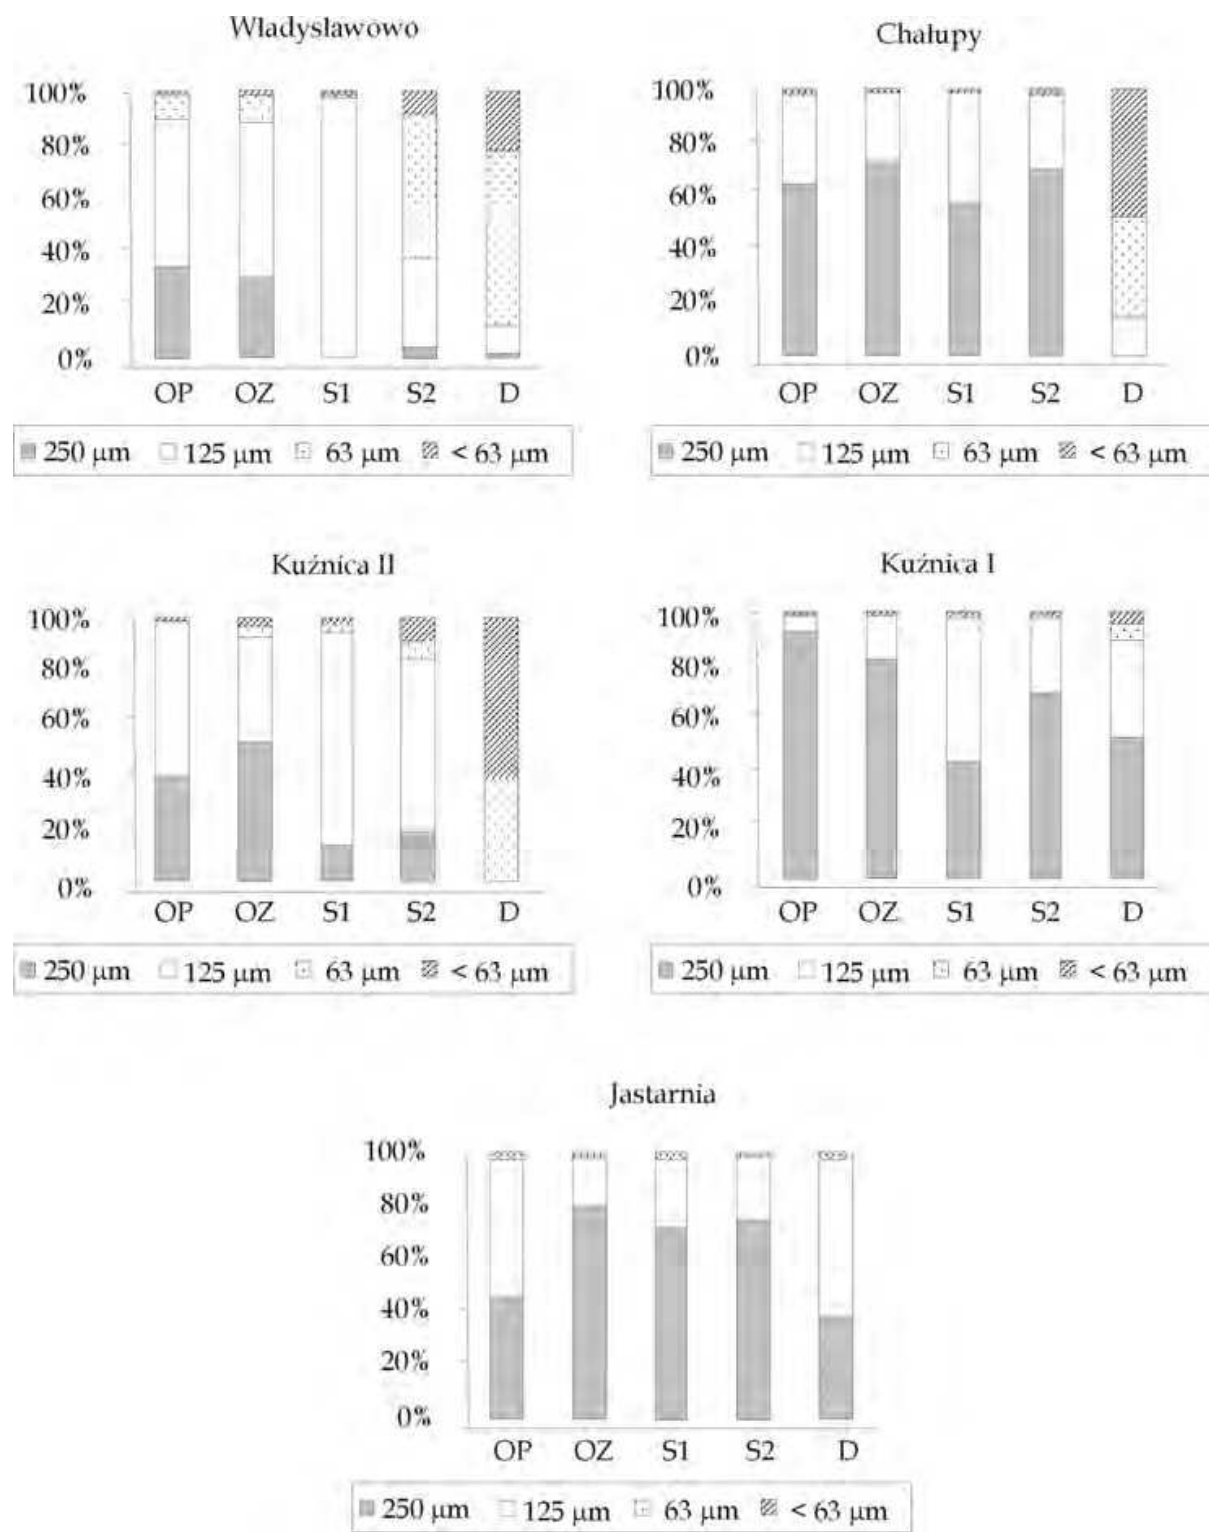 Władysławowo
100%
80%
60%
40%
20%
0%
OP OZ S1 S2 D
250 µm 125 µm 63 µm < 63 µm
Chałupy
100%
80%
60%
40%
20%
0%
OP OZ S1 S2 D
250 µm 125 µm 63 µm < 63 µm
Kuźnica II
100%
80%
60%
40%
20%
0%
OP OZ S1 S2 D
250 µm 125 µm 63 µm < 63 µm
Kuźnica I
100%
80%
60%
40%
20%
0%
OP OZ S1 S2 D
250 µm 125 µm 63 µm < 63 µm
Jastarnia
100%
80%
60%
40%
20%
0%
OP OZ S1 S2 D
250 µm 125 µm 63 µm < 63 µm